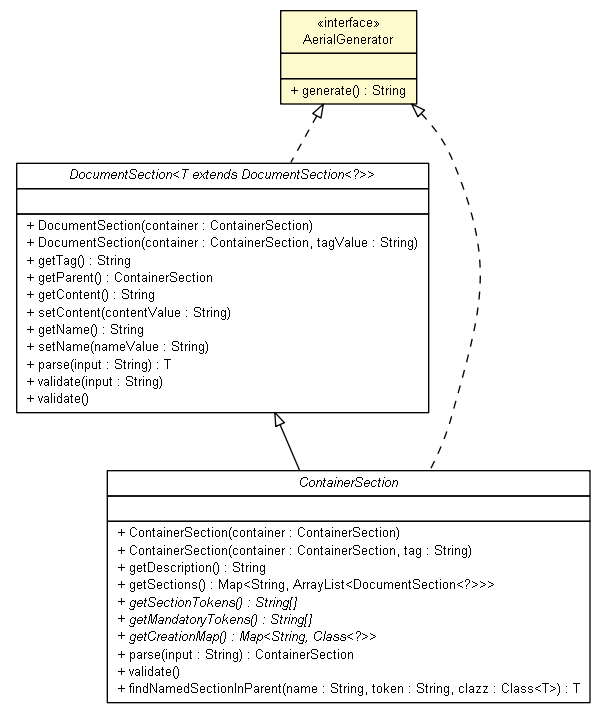 «interface»
AerialGenerator
+ generate() : String
DocumentSection<T extends DocumentSection<?>>
+ DocumentSection(container : ContainerSection)
+ DocumentSection(container : ContainerSection, tagValue : String)
+ getTag() : String
+ getParent() : ContainerSection
+ getContent() : String
+ setContent(contentValue : String)
+ getName() : String
+ setName(nameValue : String)
+ parse(input : String) : T
+ validate(input : String)
+ validate()
ContainerSection
+ ContainerSection(container : ContainerSection)
+ ContainerSection(container : ContainerSection, tag : String)
+ getDescription() : String
+ getSections() : Map<String, ArrayList<DocumentSection<?>>>
+ getSectionTokens() : String[]
+ getMandatoryTokens() : String[]
+ getCreationMap() : Map<String, Class<?>>
+ parse(input : String) : ContainerSection
+ validate()
+ findNamedSectionInParent(name : String, token : String, clazz : Class<T>) : T